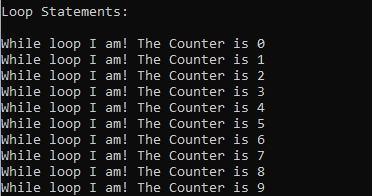 Loop Statements:
While loop I am! The Counter is 0
While loop I am! The Counter is 1
While loop I am! The Counter is 2
While loop I am! The Counter is 3
While loop I am! The Counter is 4
While loop I am! The Counter is 5
While loop I am! The Counter is 6
While loop I am! The Counter is 7
While loop I am! The Counter is 8
While loop I am! The Counter is 9